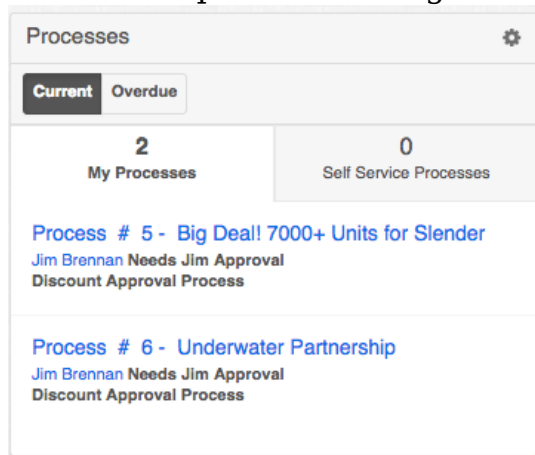 Processes
Current Overdue
2
My Processes
0
Self Service Processes
Process # 5 - Big Deal! 7000+ Units for Slender
Jim Brennan Needs Jim Approval
Discount Approval Process
Process # 6 - Underwater Partnership
Jim Brennan Needs Jim Approval
Discount Approval Process